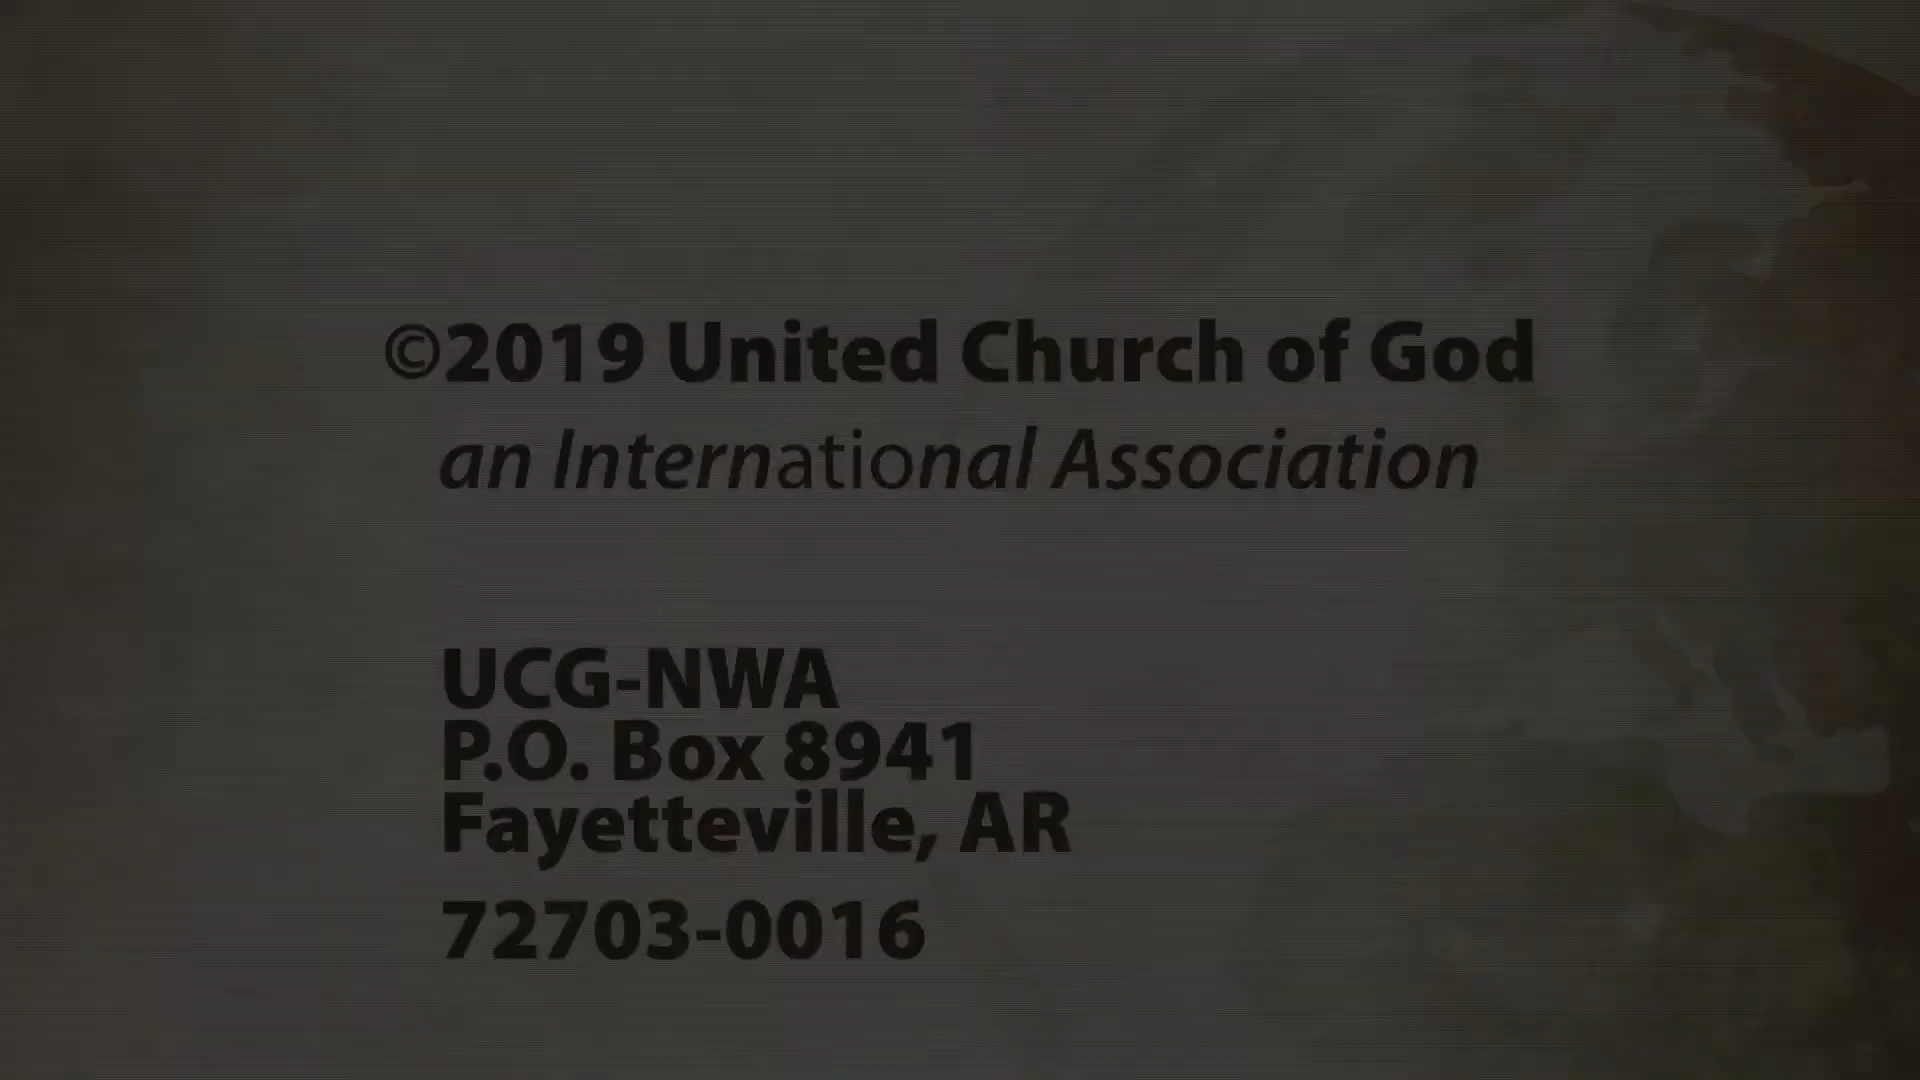 ©2019 United Church of God
an International Association
UCG-NWA
P.O. Box 8941
Fayetteville, AR
72703-0016